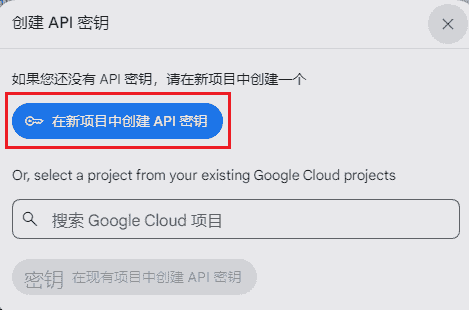 创建 API 密钥
如果您还没有 API 密钥，请在新项目中创建一个
在新项目中创建 API 密钥
Or, select a project from your existing Google Cloud projects
搜索 Google Cloud 项目
密钥 在现有项目中创建 API 密钥